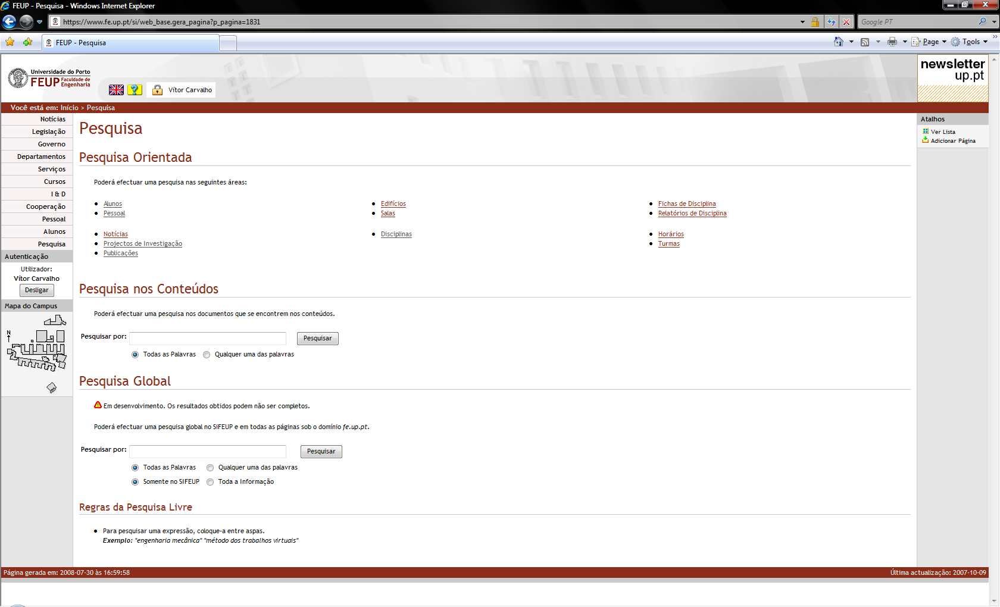 FEUP - Pesquisa - Windows Internet Explorer
https://www.fe.up.pt/si/web_base.gera_pagina?p_pagina=1831
Google PT
FEUP - Pesquisa
Page
Tools
Universidade do Porto
FEUP Faculdade de Engenharia
Vítor Carvalho
newsletter
up.pt
Você está em: Início > Pesquisa
Notícias
Legislação
Governo
Departamentos
Serviços
Cursos
I & D
Cooperação
Pessoal
Alunos
Pesquisa
Autenticação
Utilizador:
Vítor Carvalho
Desligar
Mapa do Campus
N
Pesquisa
Pesquisa Orientada
Poderá efectuar uma pesquisa nas seguintes áreas:
Alunos
Pessoal
Edifícios
Salas
Fichas de Disciplina
Relatórios de Disciplina
Notícias
Projectos de Investigação
Publicações
Disciplinas
Horários
Turmas
Pesquisa nos Conteúdos
Poderá efectuar uma pesquisa nos documentos que se encontrem nos conteúdos.
Pesquisar por:
Pesquisar
Todas as Palavras Qualquer uma das palavras
Pesquisa Global
Em desenvolvimento. Os resultados obtidos podem não ser completos.
Poderá efectuar uma pesquisa global no SiFEUP e em todas as páginas sob o domínio fe.up.pt.
Pesquisar por:
Pesquisar
Todas as Palavras Qualquer uma das palavras
Somente no SIFEUP Toda a Informação
Regras da Pesquisa Livre
Para pesquisar uma expressão, coloque-a entre aspas.
Exemplo: "engenharia mecânica" "método dos trabalhos virtuais"
Atalhos
Ver Lista
Adicionar Página
Página gerada em: 2008-07-30 às 16:59:58
Última actualização: 2007-10-09